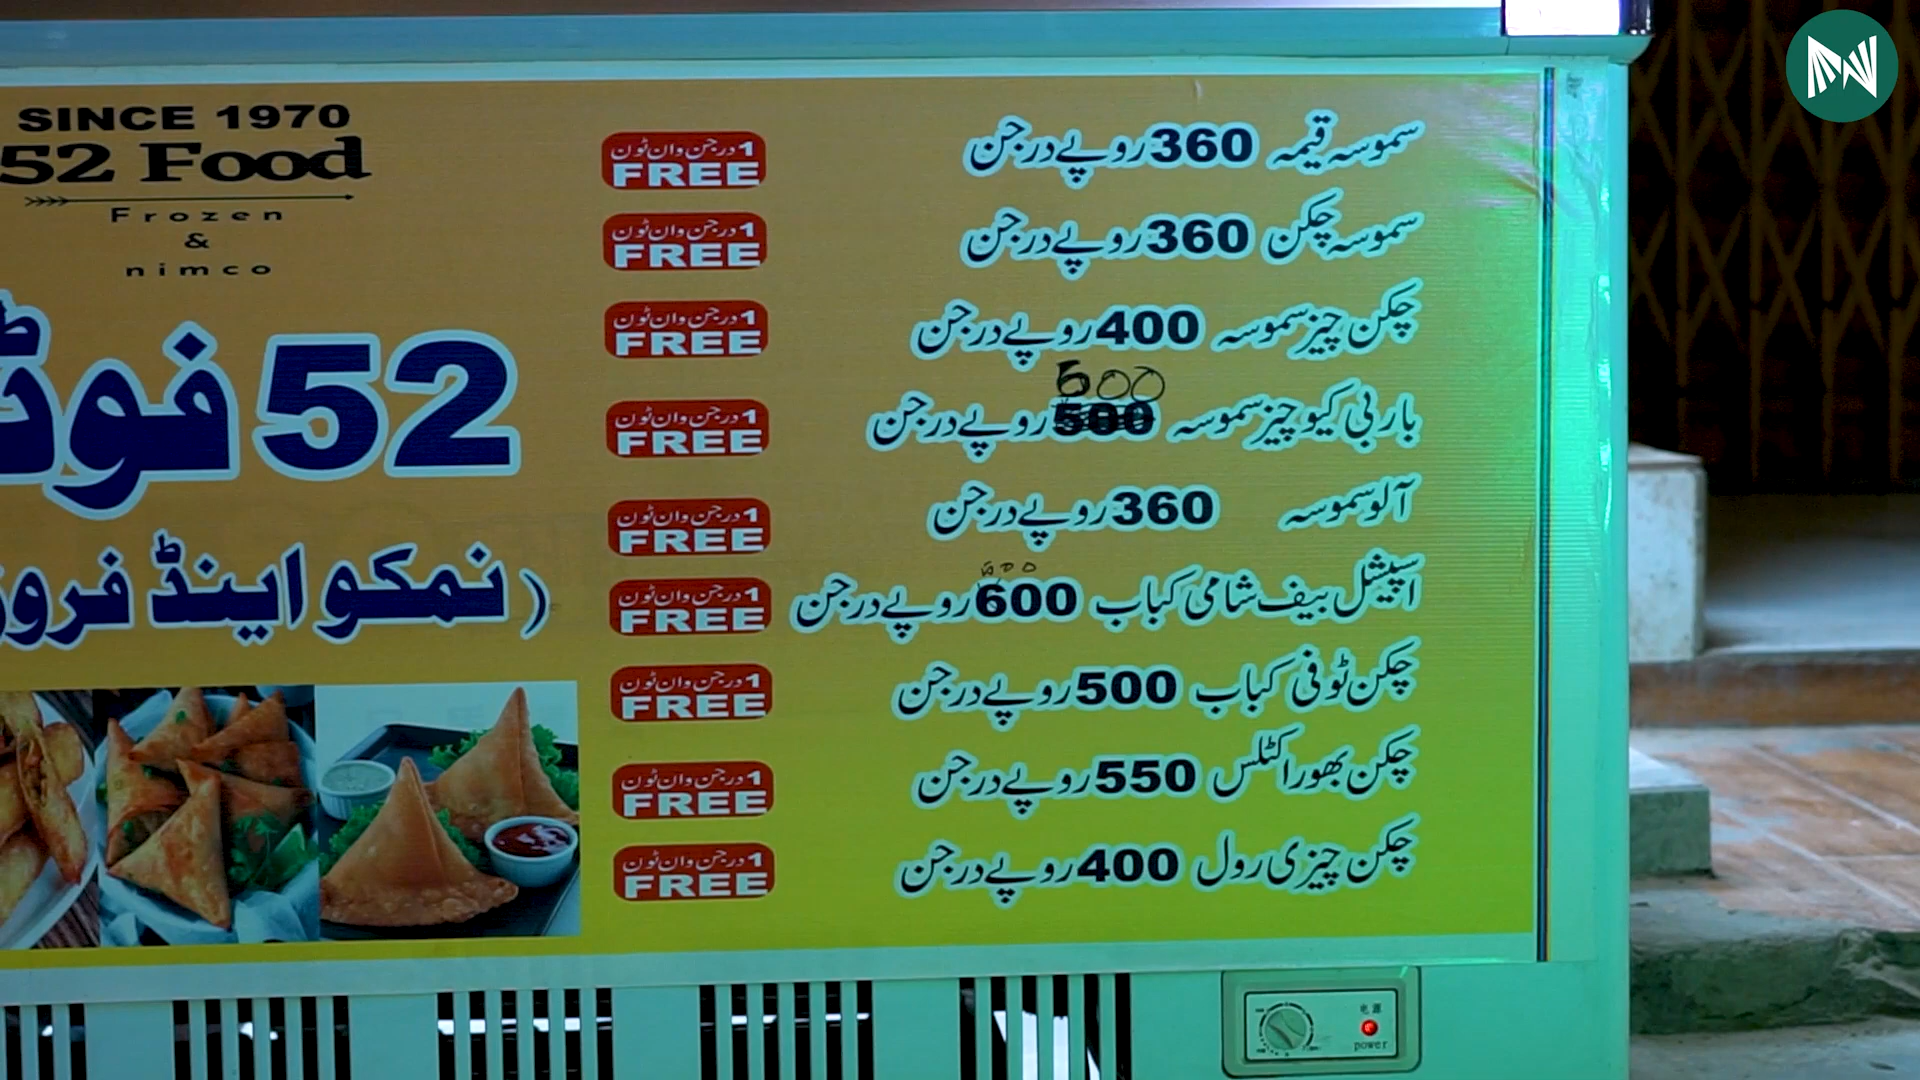 SINCE 1970
52 Food
Frozen
&
nimco
52 فوڈ
( نمکو اینڈ فروز
سموسہ قیمہ 360 روپے درجن
1 درجن وان ٹون
FREE
سموسہ چکن 360 روپے درجن
1 درجن وان ٹون
FREE
چکن چیز سموسہ 400 روپے درجن
1 درجن وان ٹون
FREE
600
باربی کیو چیز سموسہ 500 روپے درجن
1 درجن وان ٹون
FREE
آلو سموسہ 360 روپے درجن
1 درجن وان ٹون
FREE
اسپیشل بیف شامی کباب 600 روپے درجن
1 درجن وان ٹون
FREE
چکن ٹوفی کباب 500 روپے درجن
1 درجن وان ٹون
FREE
چکن بھورا کٹلس 550 روپے درجن
1 درجن وان ٹون
FREE
چکن چیزی رول 400 روپے درجن
1 درجن وان ٹون
FREE
电源
power